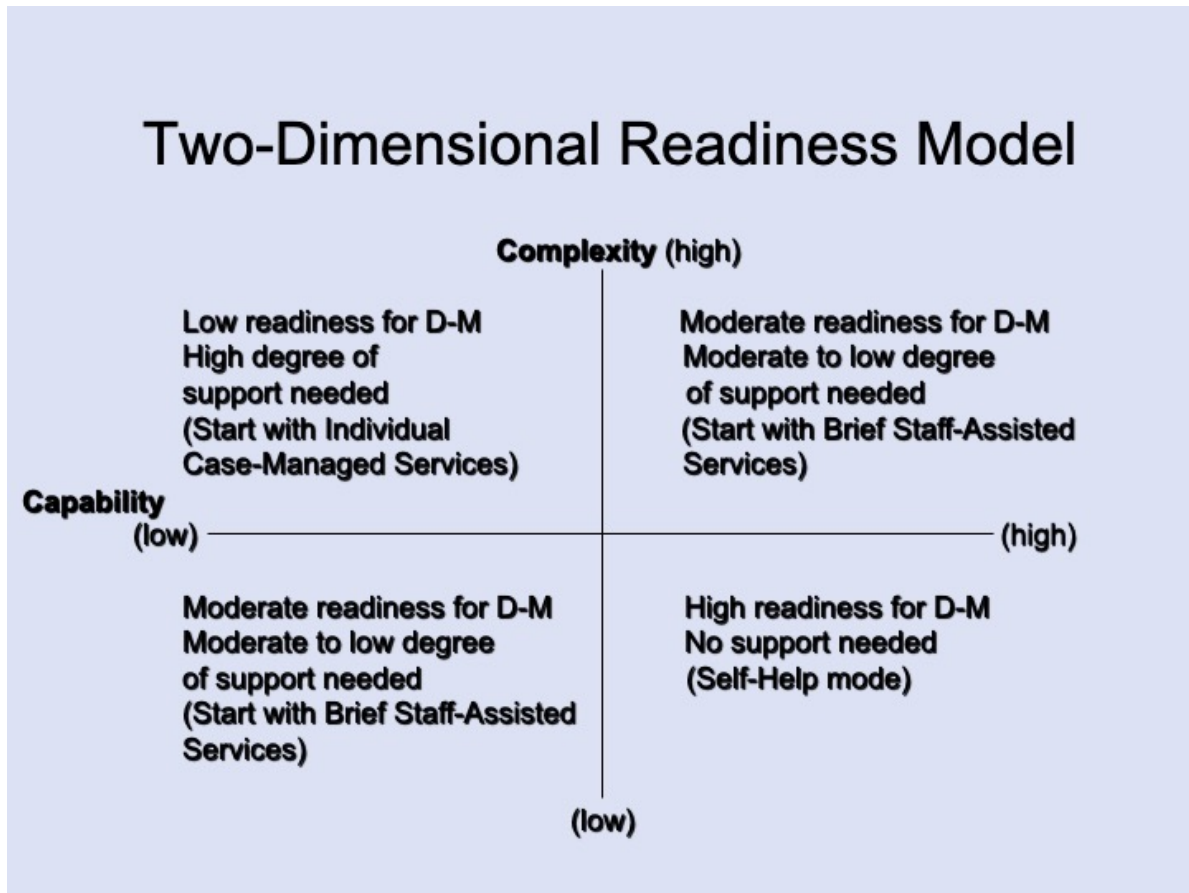 Two-Dimensional Readiness Model
Complexity (high)
Low readiness for D-M
High degree of
support needed
(Start with Individual
Case-Managed Services)
Moderate readiness for D-M
Moderate to low degree
of support needed
(Start with Brief Staff-Assisted
Services)
Capability
(low)
(high)
Moderate readiness for D-M
Moderate to low degree
of support needed
(Start with Brief Staff-Assisted
Services)
High readiness for D-M
No support needed
(Self-Help mode)
(low)